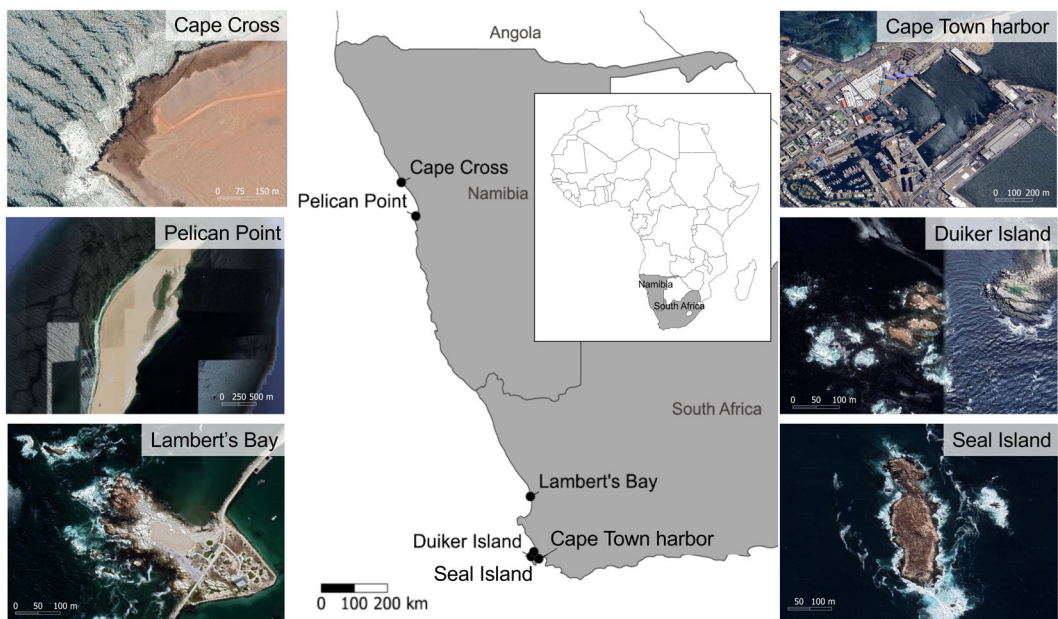 Cape Cross
0 75 150 m
Pelican Point
0 250 500 m
Lambert's Bay
0 50 100 m
Angola
Cape Cross
Namibia
Pelican Point
Namibia
South Africa
South Africa
Lambert's Bay
Duiker Island
Cape Town harbor
Seal Island
0 100 200 km
Cape Town harbor
0 100 200 m
Duiker Island
0 50 100 m
Seal Island
50 100 m